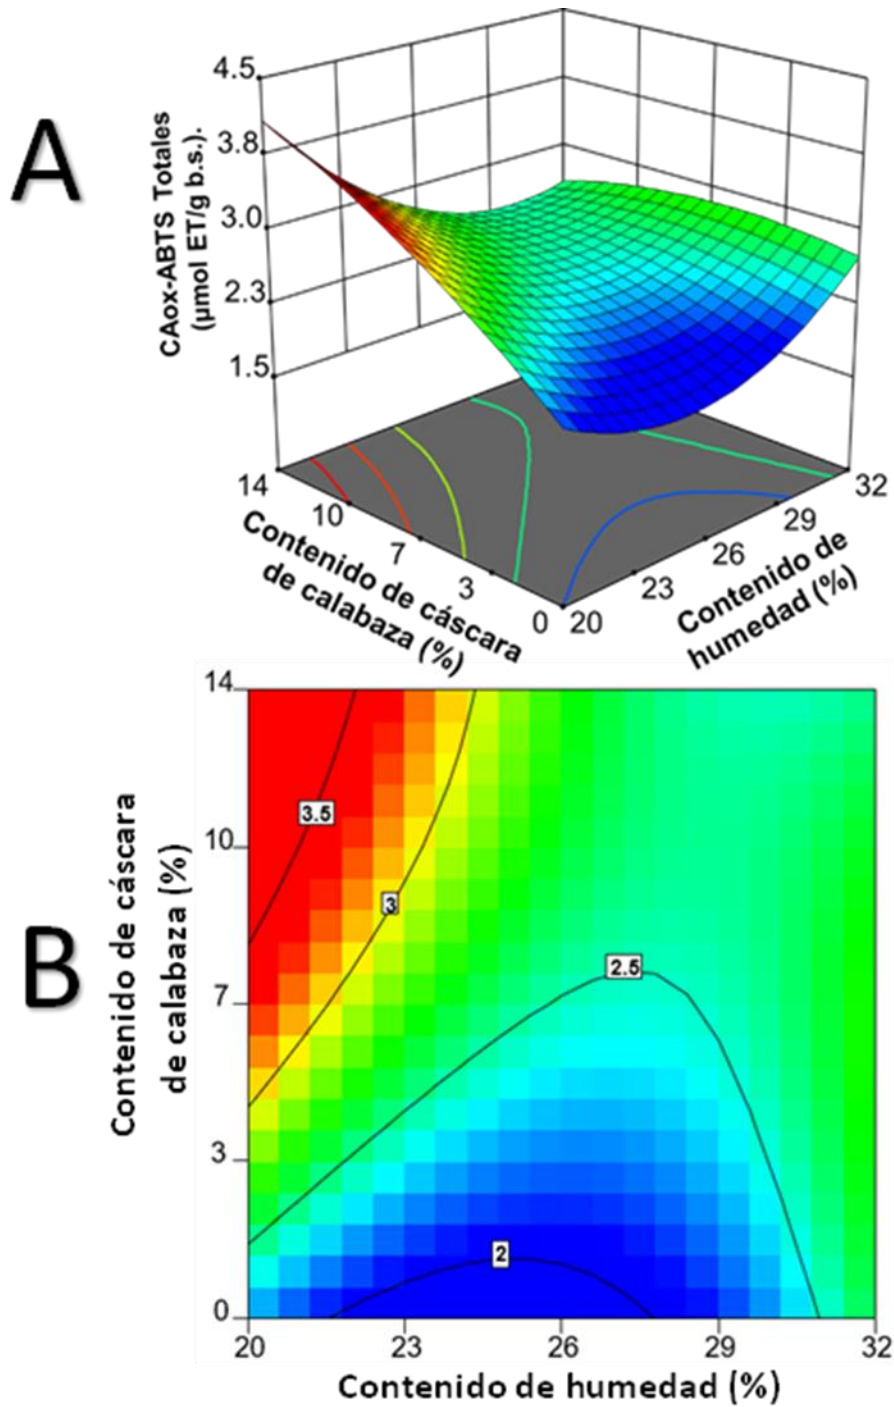 A
CAox-ABTS Totales
(µmol ET/g b.s.).
4.5
3.8
3.0
2.3
1.5
14
10
7
3
0
Contenido de cáscara
de calabaza (%)
20
23
26
29
32
Contenido de
humedad (%)
B
Contenido de cáscara
de calabaza (%)
14
10
7
3
0
3.5
3
2.5
2
20
23
26
29
32
Contenido de humedad (%)